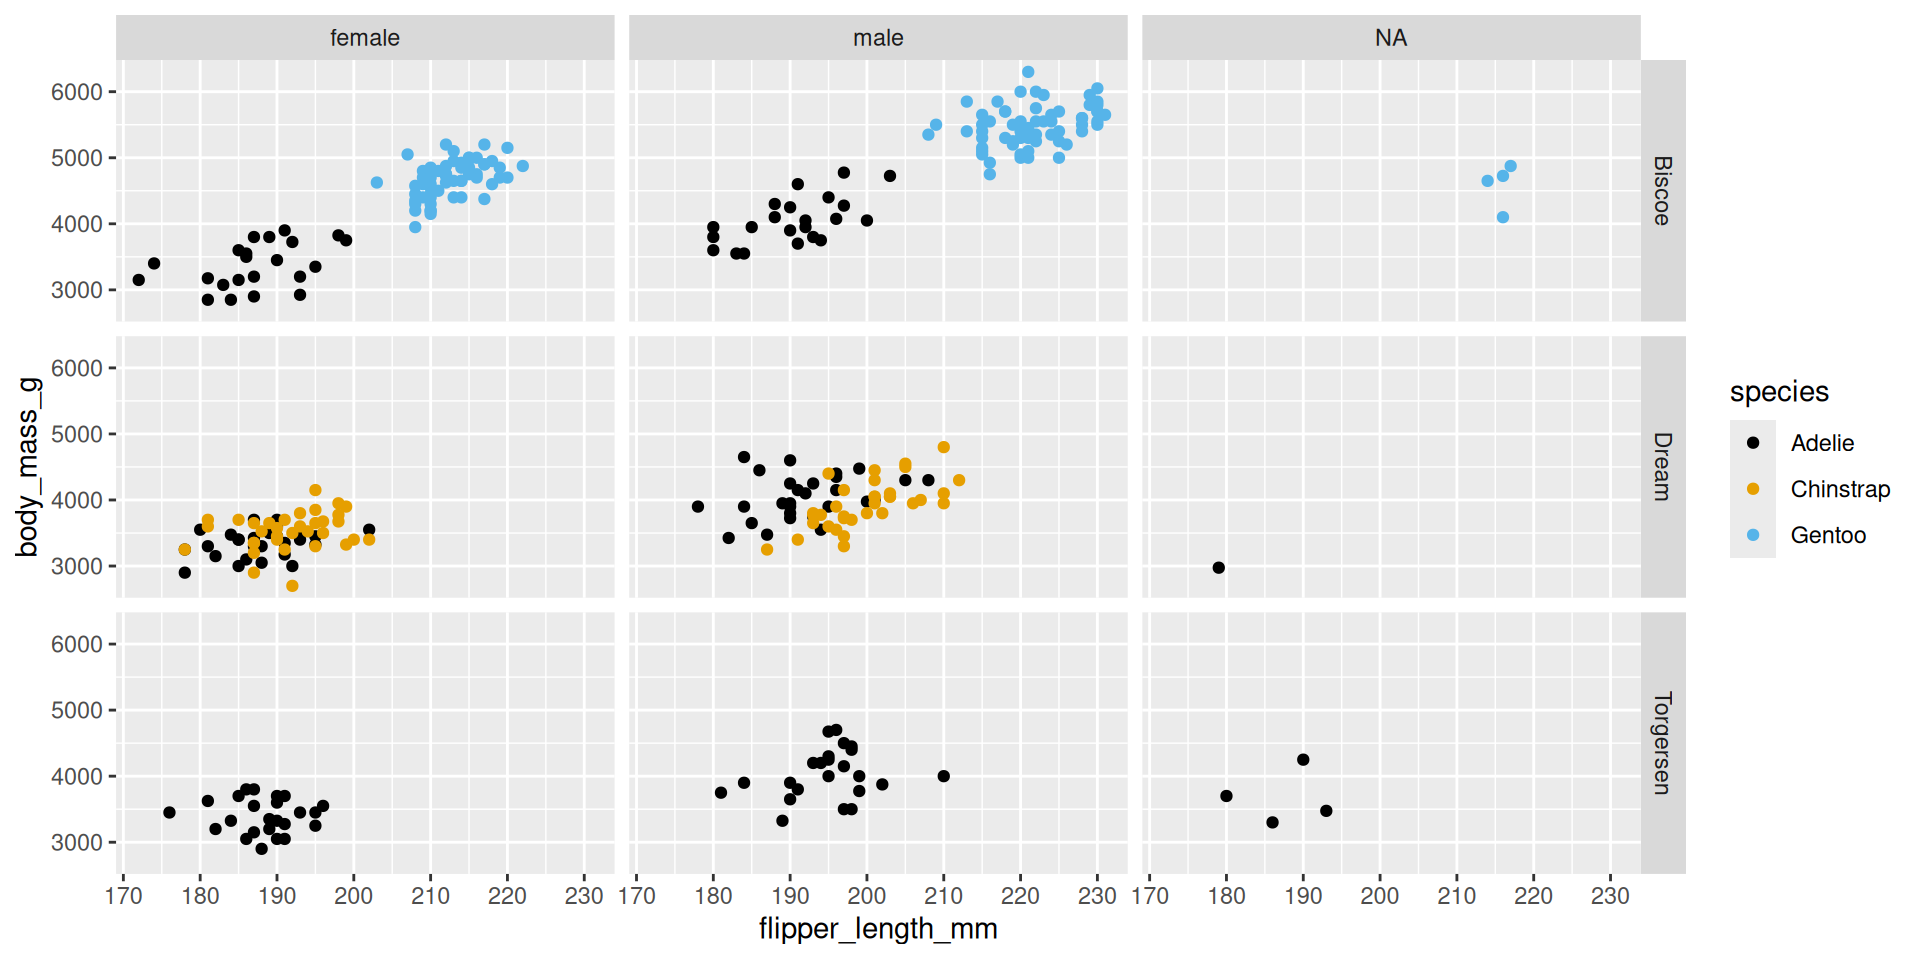 female male NA
6000
5000
4000
3000
Biscoe
6000
5000
4000
3000
Dream
6000
5000
4000
3000
Torgersen
170 180 190 200 210 220 230 170 180 190 200 210 220 230 170 180 190 200 210 220 230
flipper_length_mm
body_mass_g
species
Adelie
Chinstrap
Gentoo